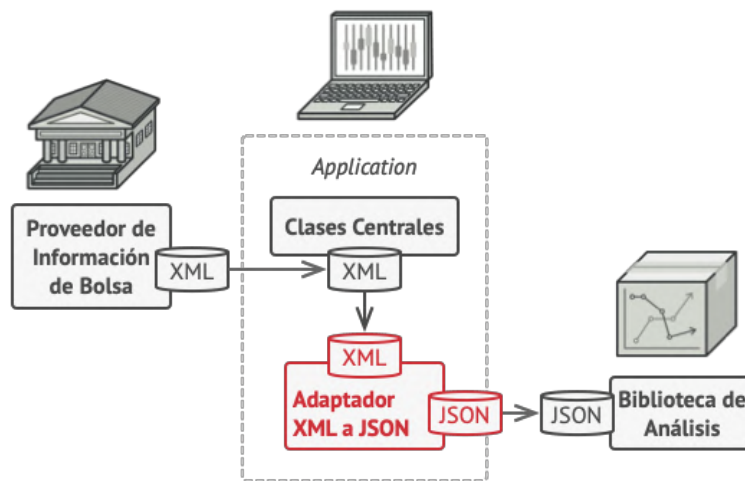 Application
Proveedor de
Información
de Bolsa
XML
Clases Centrales
XML
XML
Adaptador
XML a JSON
JSON
JSON
Biblioteca de
Análisis